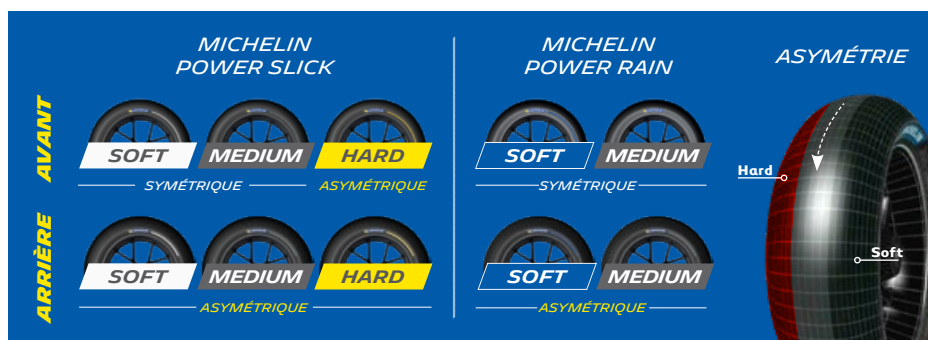 MICHELIN
POWER SLICK
MICHELIN
POWER RAIN
ASYMÉTRIE
AVANT
SOFT MEDIUM HARD
SYMÉTRIQUE ASYMÉTRIQUE
SOFT MEDIUM
SYMÉTRIQUE
ARRIÈRE
SOFT MEDIUM HARD
ASYMÉTRIQUE
SOFT MEDIUM
ASYMÉTRIQUE
Hard
Soft